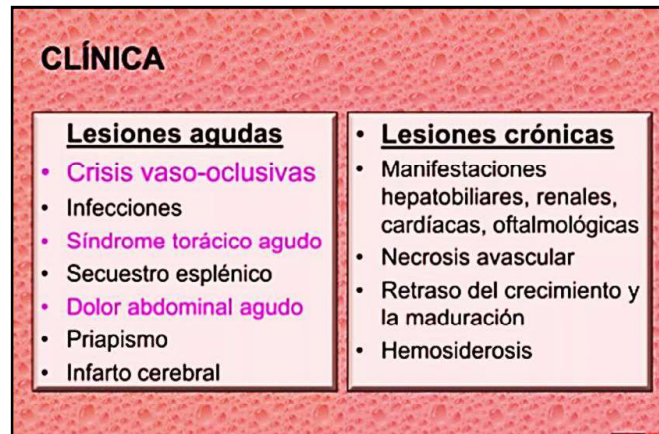 CLÍNICA
Lesiones agudas
• Crisis vaso-oclusivas
• Infecciones
• Síndrome torácico agudo
• Secuestro esplénico
• Dolor abdominal agudo
• Priapismo
• Infarto cerebral
• Lesiones crónicas
• Manifestaciones
hepatobiliares, renales,
cardíacas, oftalmológicas
• Necrosis avascular
• Retraso del crecimiento y
la maduración
• Hemosiderosis